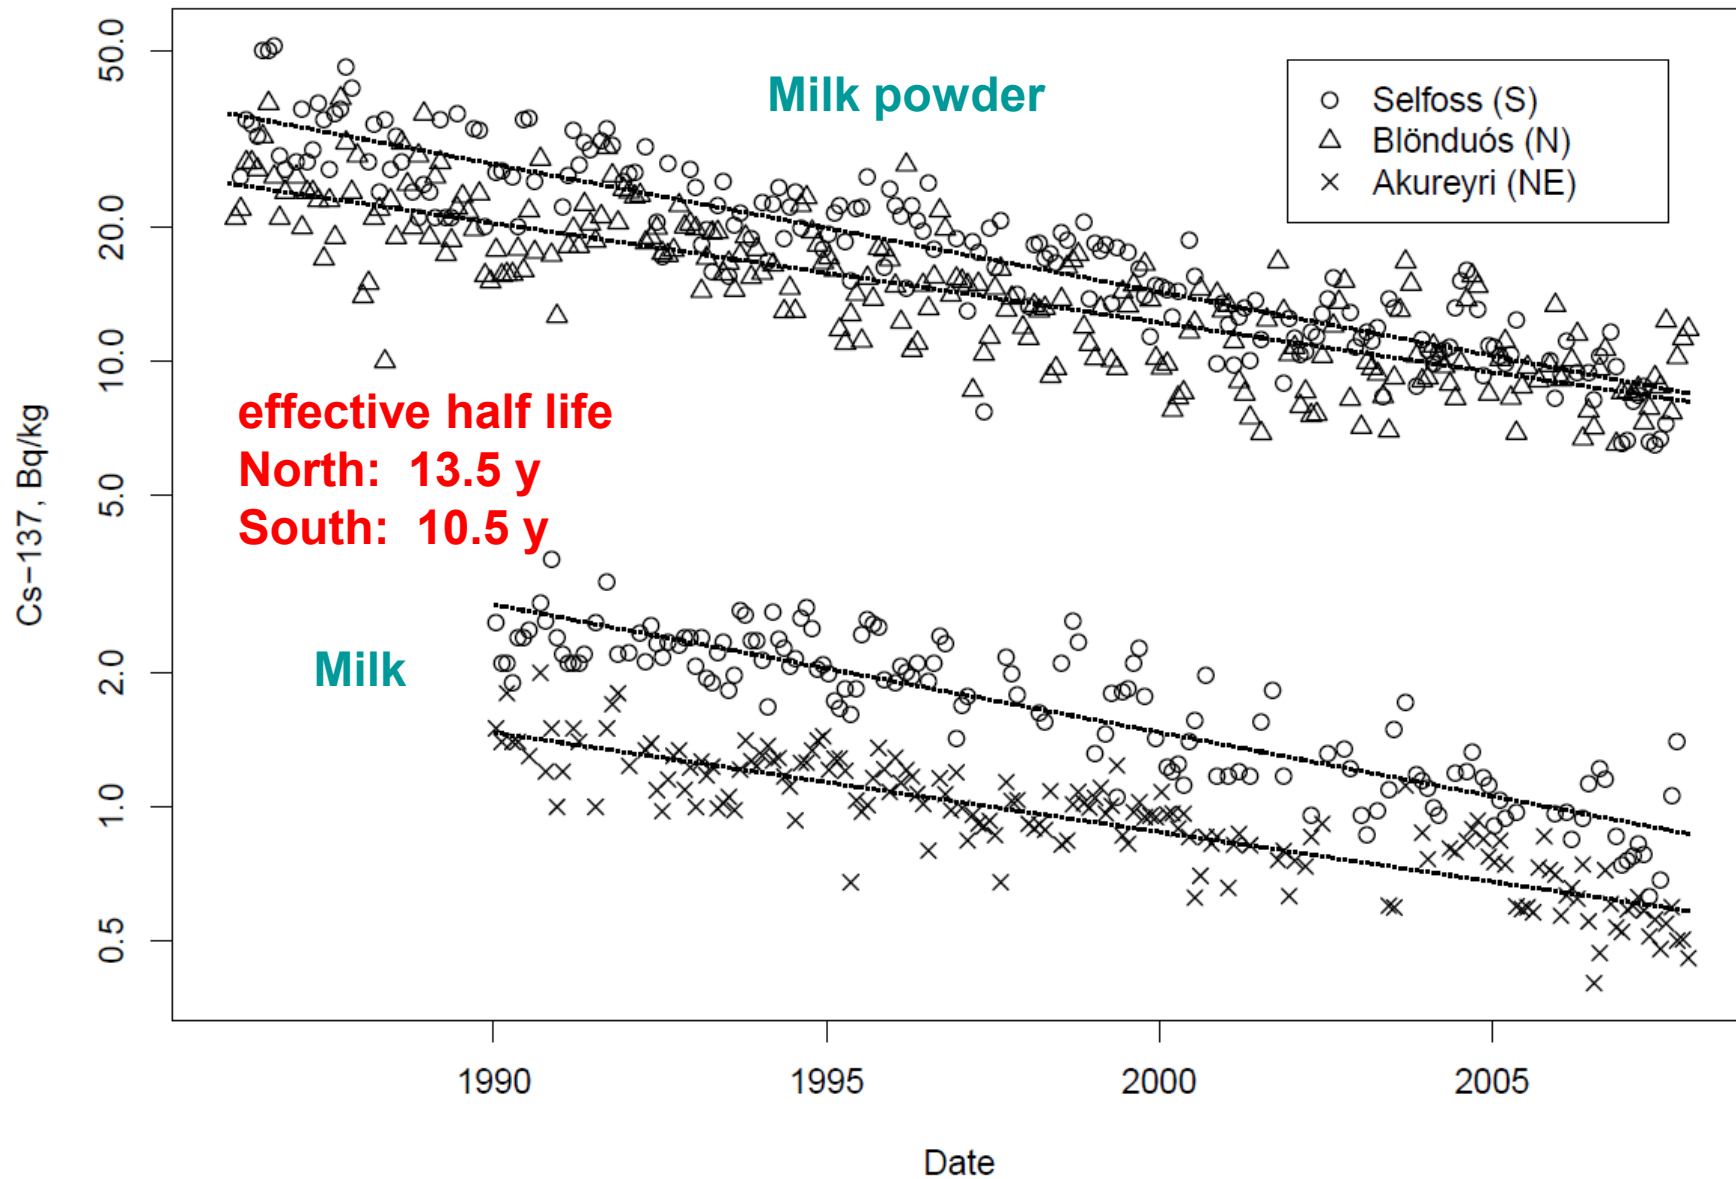 Milk powder
Selfoss (S)
Blönduós (N)
Akureyri (NE)
effective half life
North: 13.5 y
South: 10.5 y
Milk
Cs−137, Bq/kg
50.0
20.0
10.0
5.0
2.0
1.0
0.5
1990
1995
2000
2005
Date